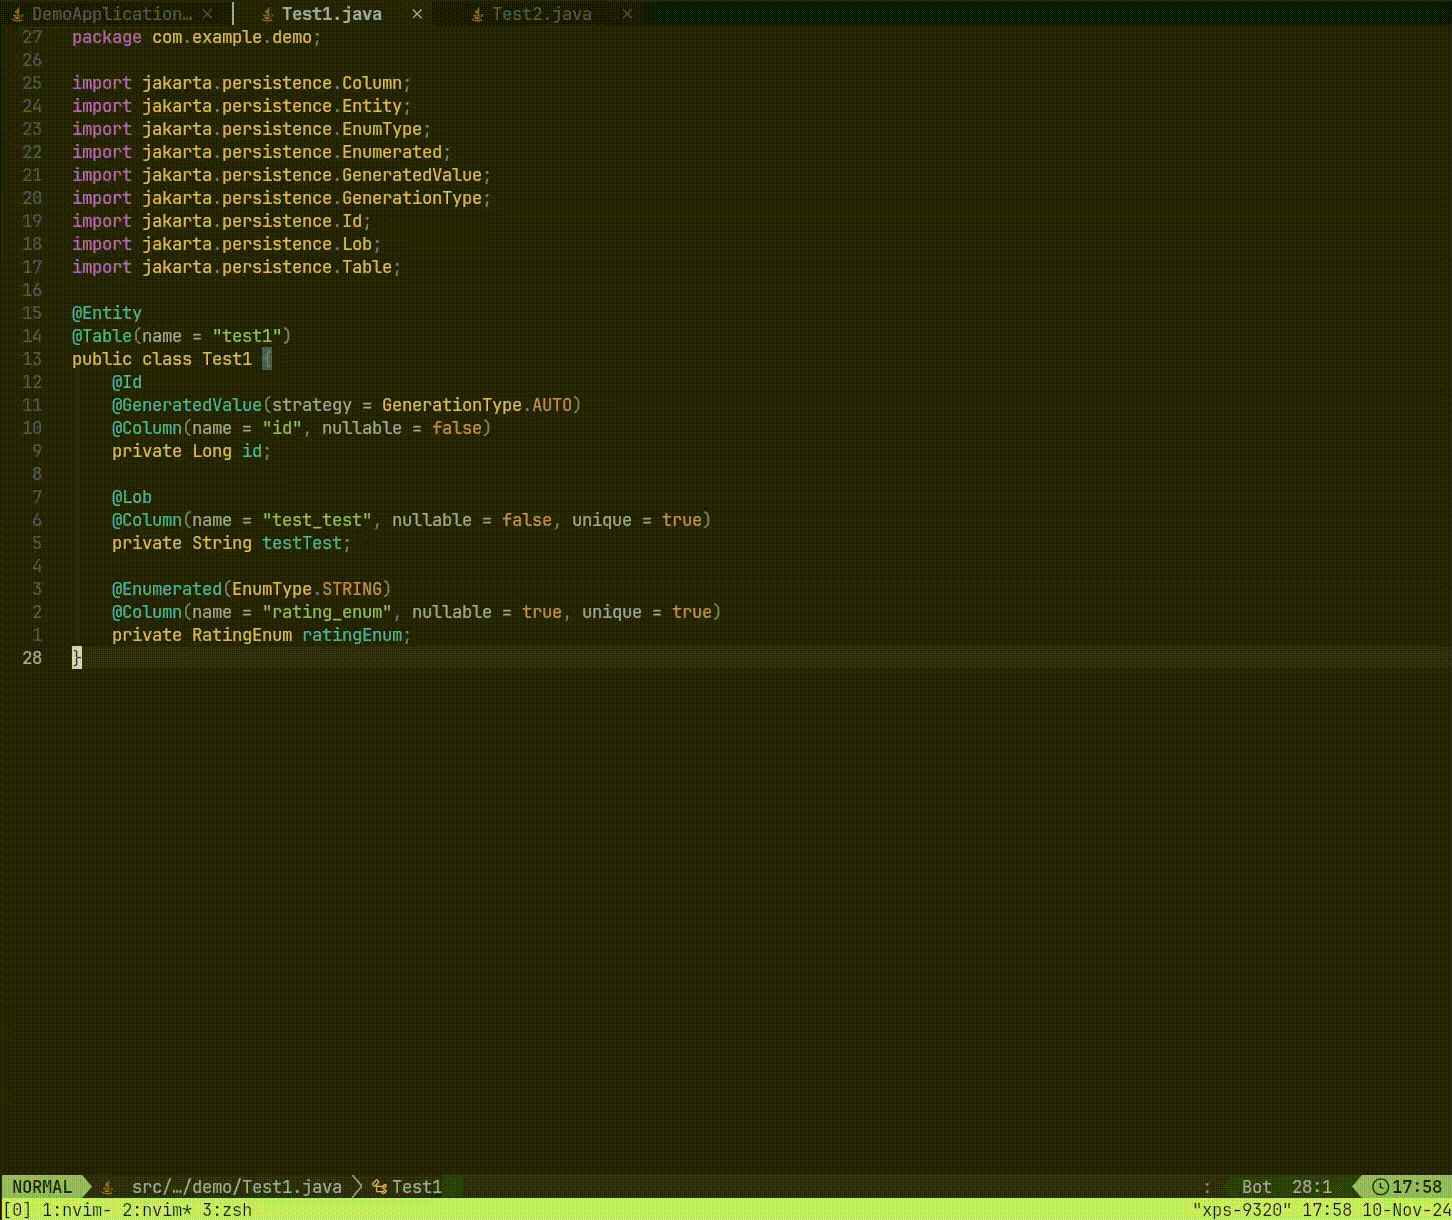 DemoApplication… × Test1.java × Test2.java ×
27 package com.example.demo;
26
25 import jakarta.persistence.Column;
24 import jakarta.persistence.Entity;
23 import jakarta.persistence.EnumType;
22 import jakarta.persistence.Enumerated;
21 import jakarta.persistence.GeneratedValue;
20 import jakarta.persistence.GenerationType;
19 import jakarta.persistence.Id;
18 import jakarta.persistence.Lob;
17 import jakarta.persistence.Table;
16
15 @Entity
14 @Table(name = "test1")
13 public class Test1 {
12 @Id
11 @GeneratedValue(strategy = GenerationType.AUTO)
10 @Column(name = "id", nullable = false)
9 private Long id;
8
7 @Lob
6 @Column(name = "test_test", nullable = false, unique = true)
5 private String testTest;
4
3 @Enumerated(EnumType.STRING)
2 @Column(name = "rating_enum", nullable = true, unique = true)
1 private RatingEnum ratingEnum;
28 }
NORMAL src/…/demo/Test1.java Test1 : Bot 28:1 17:58
[0] 1:nvim- 2:nvim* 3:zsh "xps-9320" 17:58 10-Nov-24